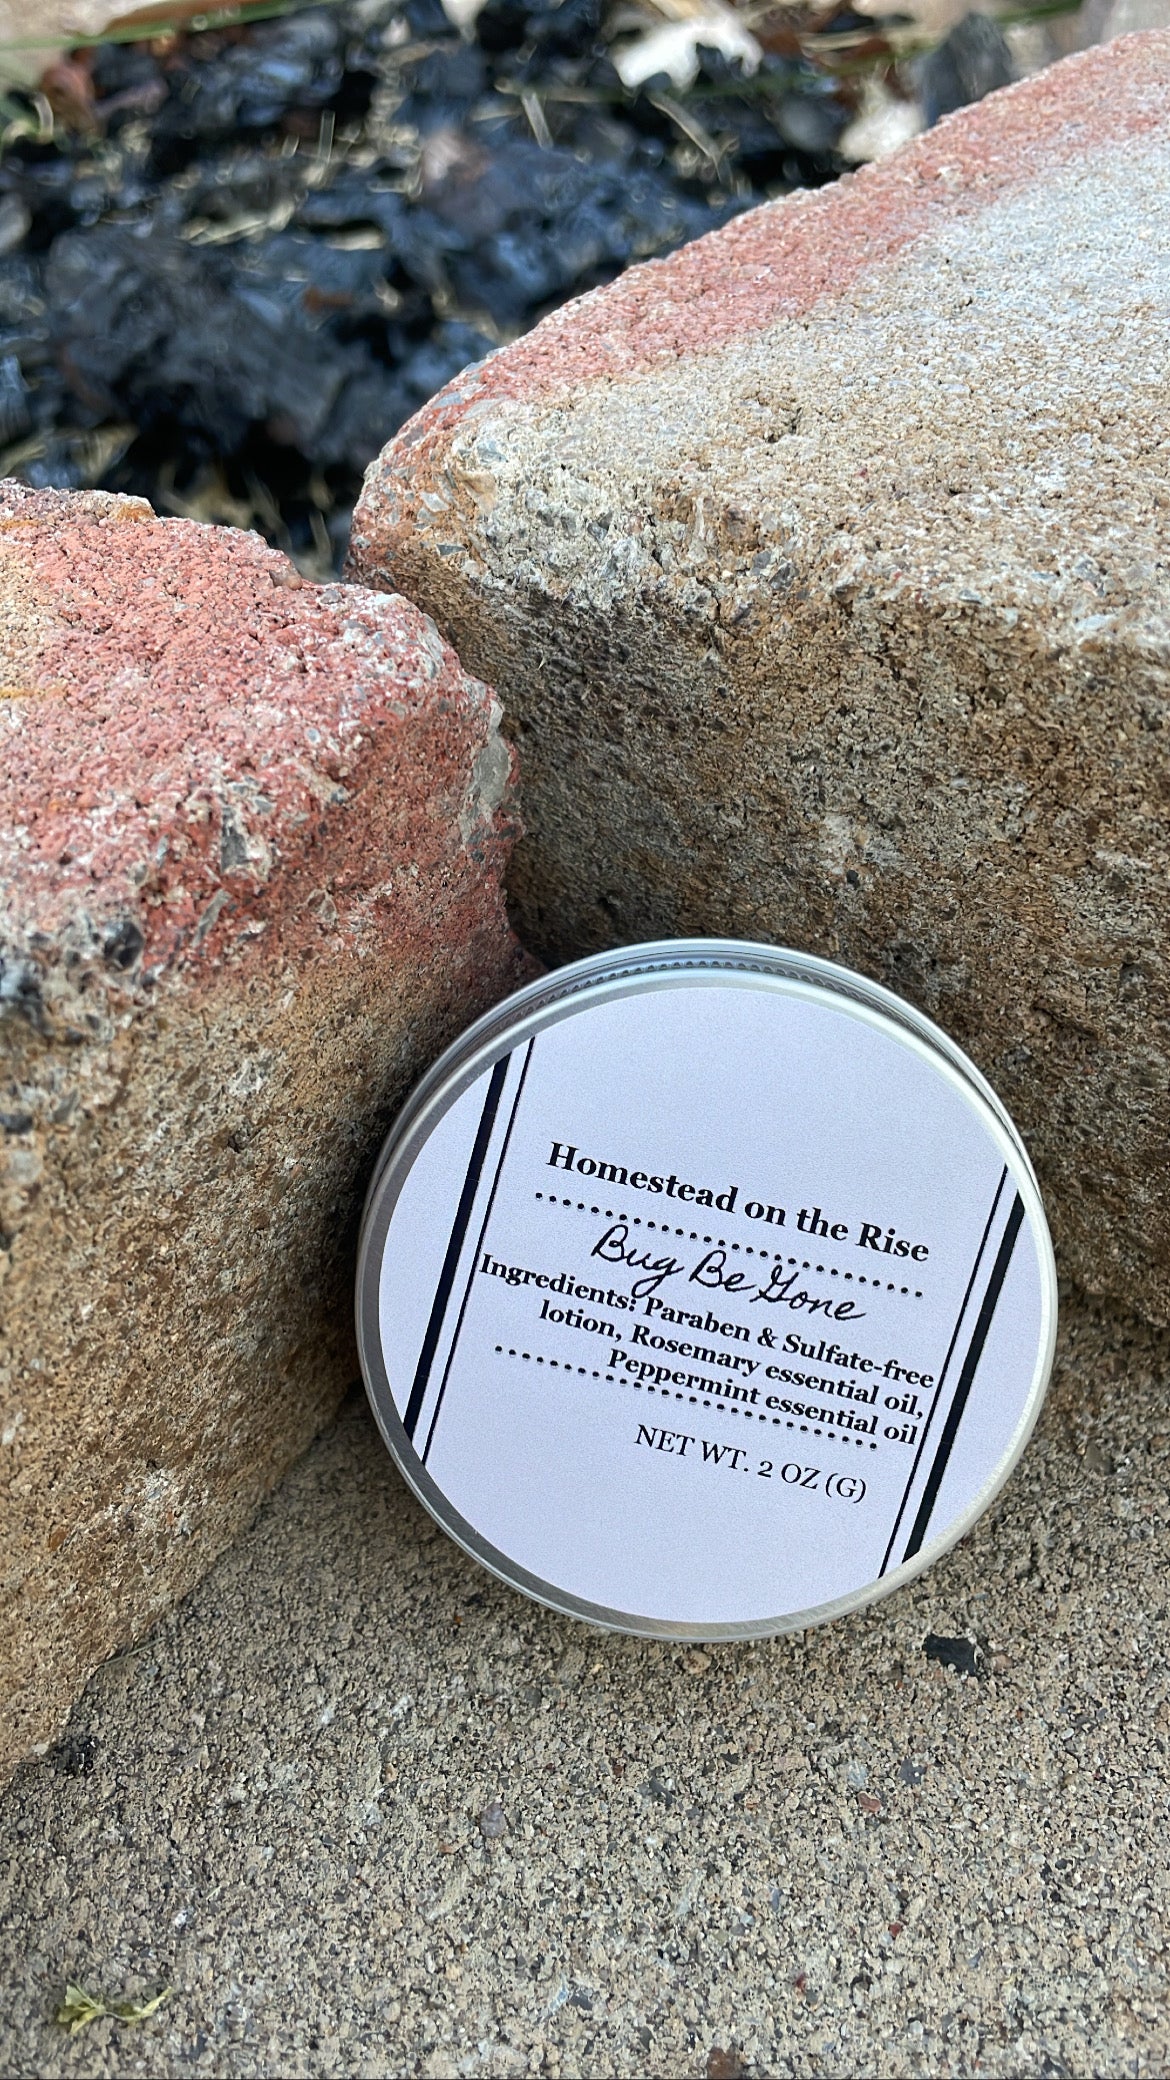 Homestead on the Rise
Bug Be Gone
Ingredients: Paraben & Sulfate-free
lotion, Rosemary essential oil,
Peppermint essential oil
NET WT. 2 OZ (G)